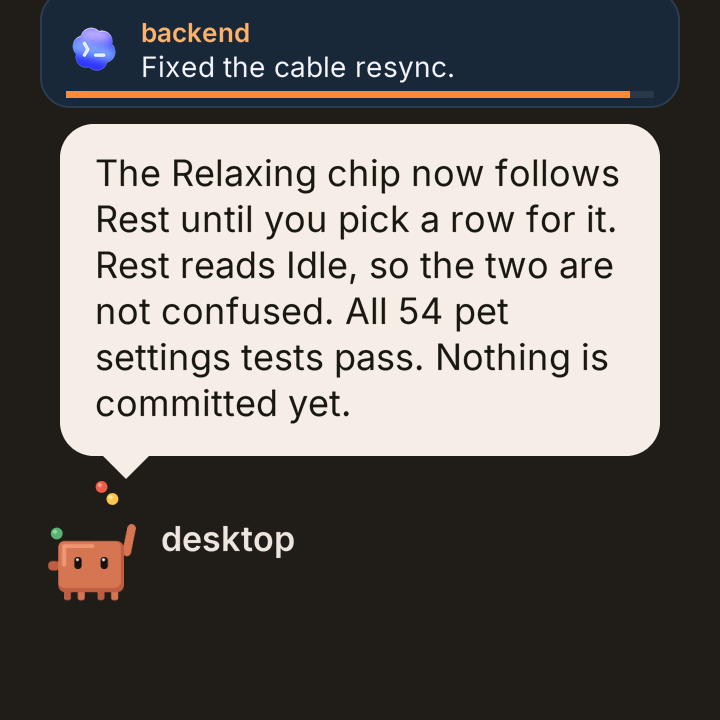 backend
Fixed the cable resync.
The Relaxing chip now follows
Rest until you pick a row for it.
Rest reads Idle, so the two are
not confused. All 54 pet
settings tests pass. Nothing is
committed yet.
desktop